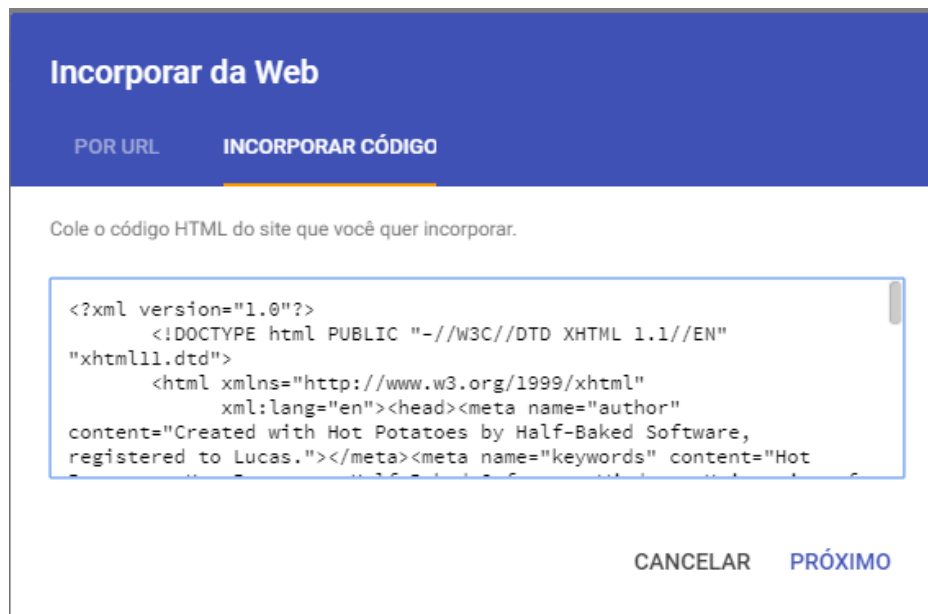 Incorporar da Web
POR URL INCORPORAR CÓDIGO
Cole o código HTML do site que você quer incorporar.
<?xml version="1.0"?>
<!DOCTYPE html PUBLIC "-//W3C//DTD XHTML 1.1//EN"
"xhtml11.dtd">
<html xmlns="http://www.w3.org/1999/xhtml"
xml:lang="en"><head><meta name="author"
content="Created with Hot Potatoes by Half-Baked Software,
registered to Lucas."></meta><meta name="keywords" content="Hot
CANCELAR PRÓXIMO